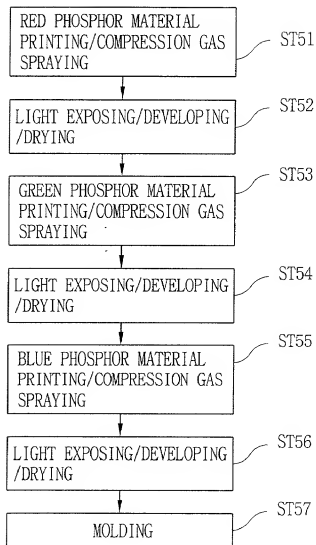 RED PHOSPHOR MATERIAL
PRINTING/COMPRESSION GAS
SPRAYING
ST51
LIGHT EXPOSING/DEVELOPING
/DRYING
ST52
GREEN PHOSPHOR MATERIAL
PRINTING/COMPRESSION GAS
SPRAYING
ST53
LIGHT EXPOSING/DEVELOPING
/DRYING
ST54
BLUE PHOSPHOR MATERIAL
PRINTING/COMPRESSION GAS
SPRAYING
ST55
LIGHT EXPOSING/DEVELOPING
/DRYING
ST56
MOLDING
ST57